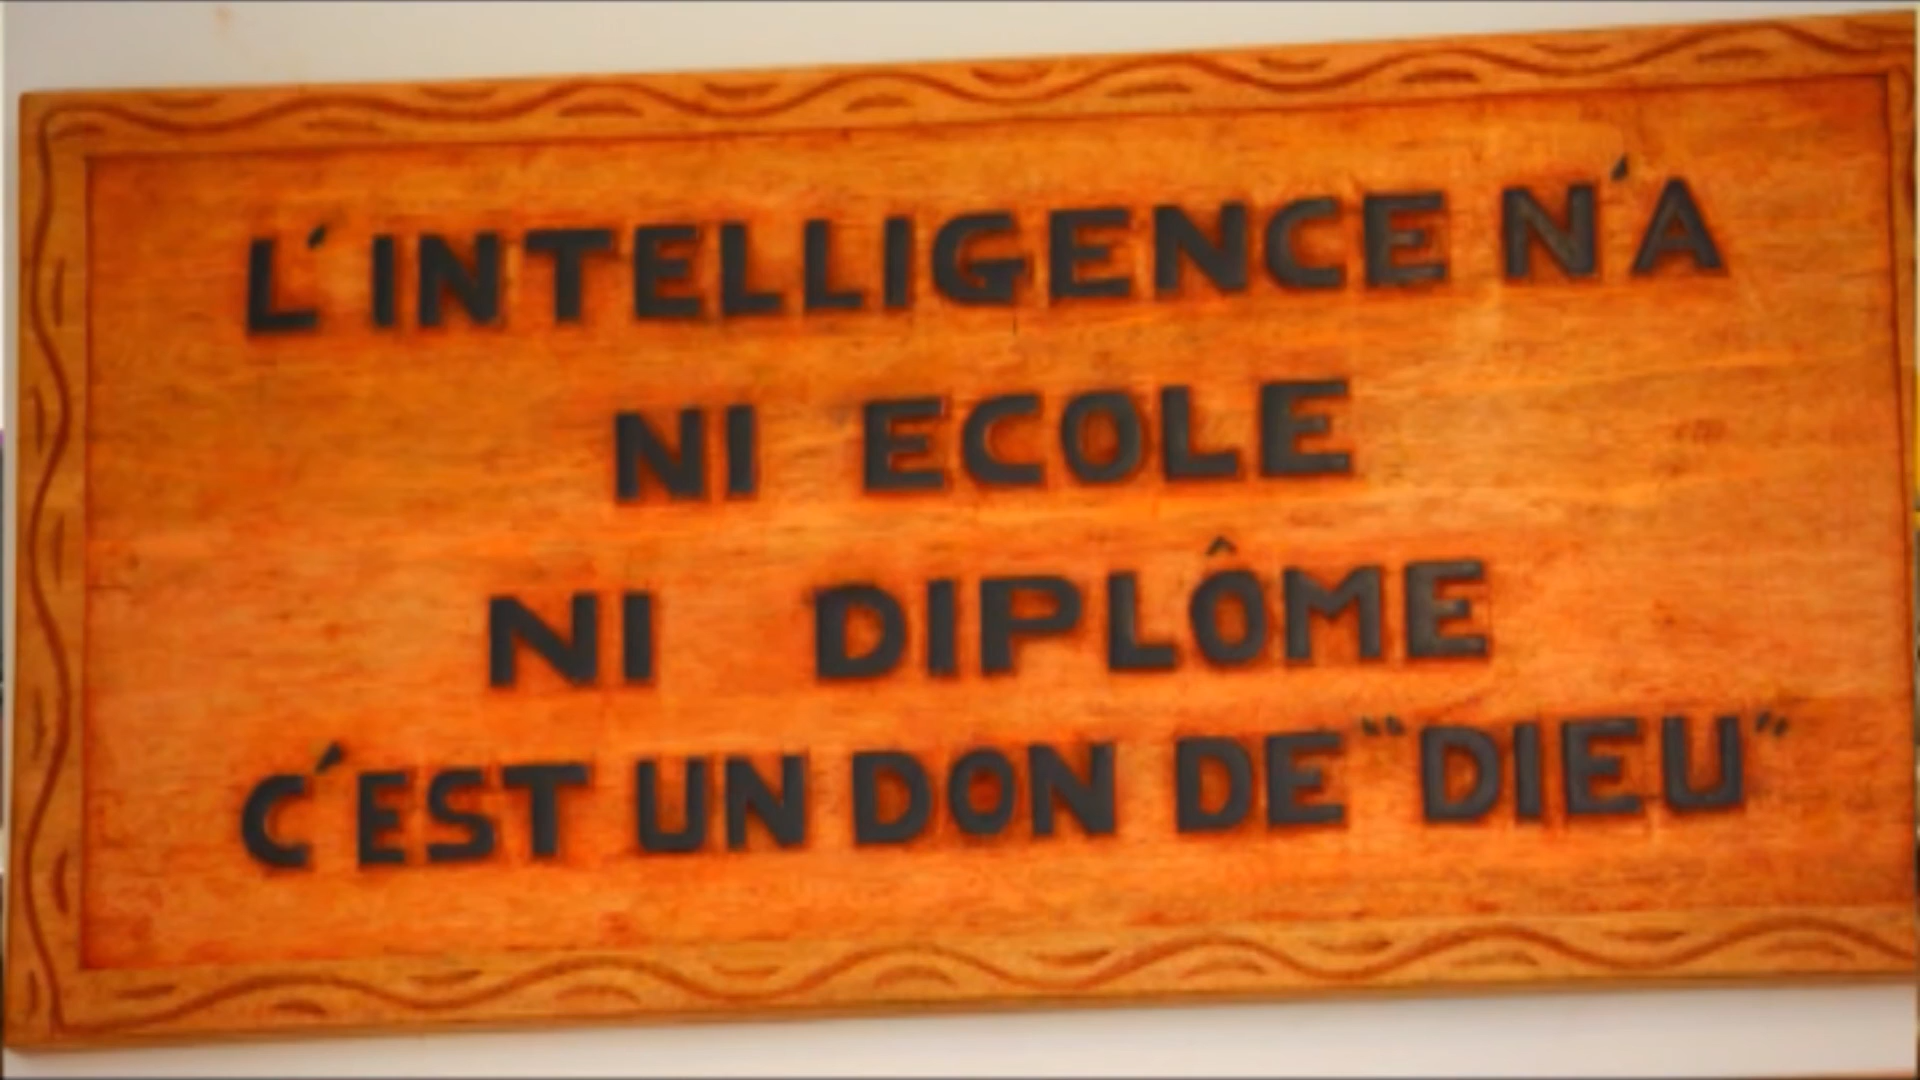 L'INTELLIGENCE N'A
NI ECOLE
NI DIPLÔME
C'EST UN DON DE "DIEU"